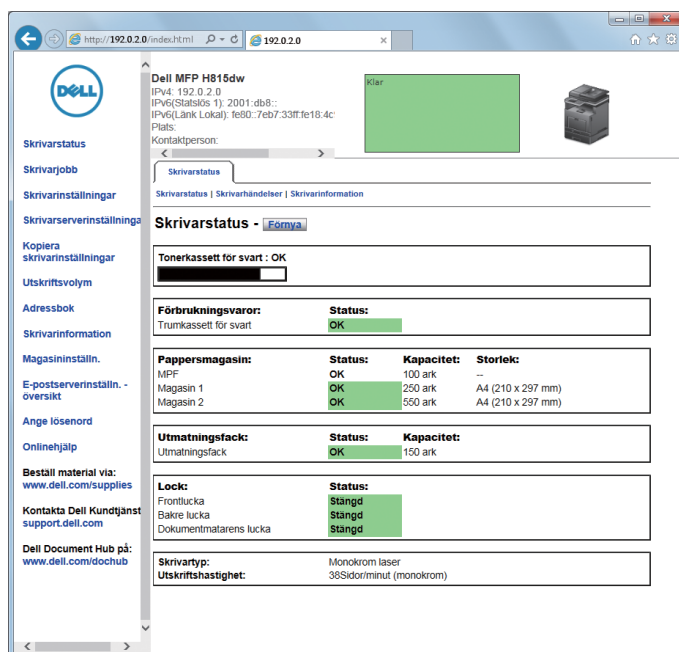 http://192.0.2.0/index.html
192.0.2.0
DELL
Dell MFP H815dw
IPv4: 192.0.2.0
IPv6(Statslös 1): 2001:db8::
IPv6(Länk Lokal): fe80::7eb7:33ff:fe18:4c
Plats:
Kontaktperson:
Klar
Skrivarstatus
Skrivarjobb
Skrivarinställningar
Skrivarserverinställninga
Kopiera
skrivarinställningar
Utskriftsvolym
Adressbok
Skrivarinformation
Magasininställn.
E-postserverinställn. -
översikt
Ange lösenord
Onlinehjälp
Beställ material via:
www.dell.com/supplies
Kontakta Dell Kundtjänst
support.dell.com
Dell Document Hub på:
www.dell.com/dochub
Skrivarstatus
Skrivarstatus | Skrivarhändelser | Skrivarinformation
Skrivarstatus - Förnya
Tonerkassett för svart : OK
Förbrukningsvaror: Status:
Trumkassett för svart OK
Pappersmagasin: Status: Kapacitet: Storlek:
MPF OK 100 ark --
Magasin 1 OK 250 ark A4 (210 x 297 mm)
Magasin 2 OK 550 ark A4 (210 x 297 mm)
Utmatningsfack: Status: Kapacitet:
Utmatningsfack OK 150 ark
Lock: Status:
Frontlucka Stängd
Bakre lucka Stängd
Dokumentmatarens lucka Stängd
Skrivartyp: Monokrom laser
Utskriftshastighet: 38Sidor/minut (monokrom)